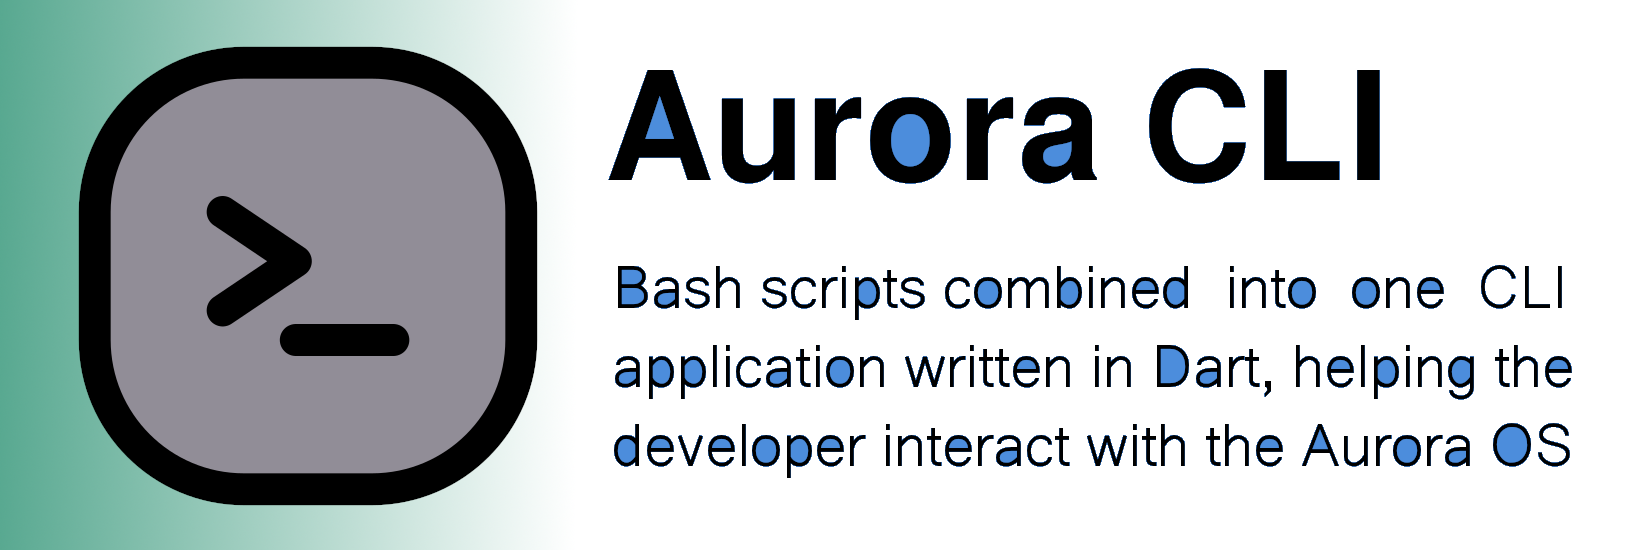 Aurora CLI
Bash scripts combined into one CLI
application written in Dart, helping the
developer interact with the Aurora OS